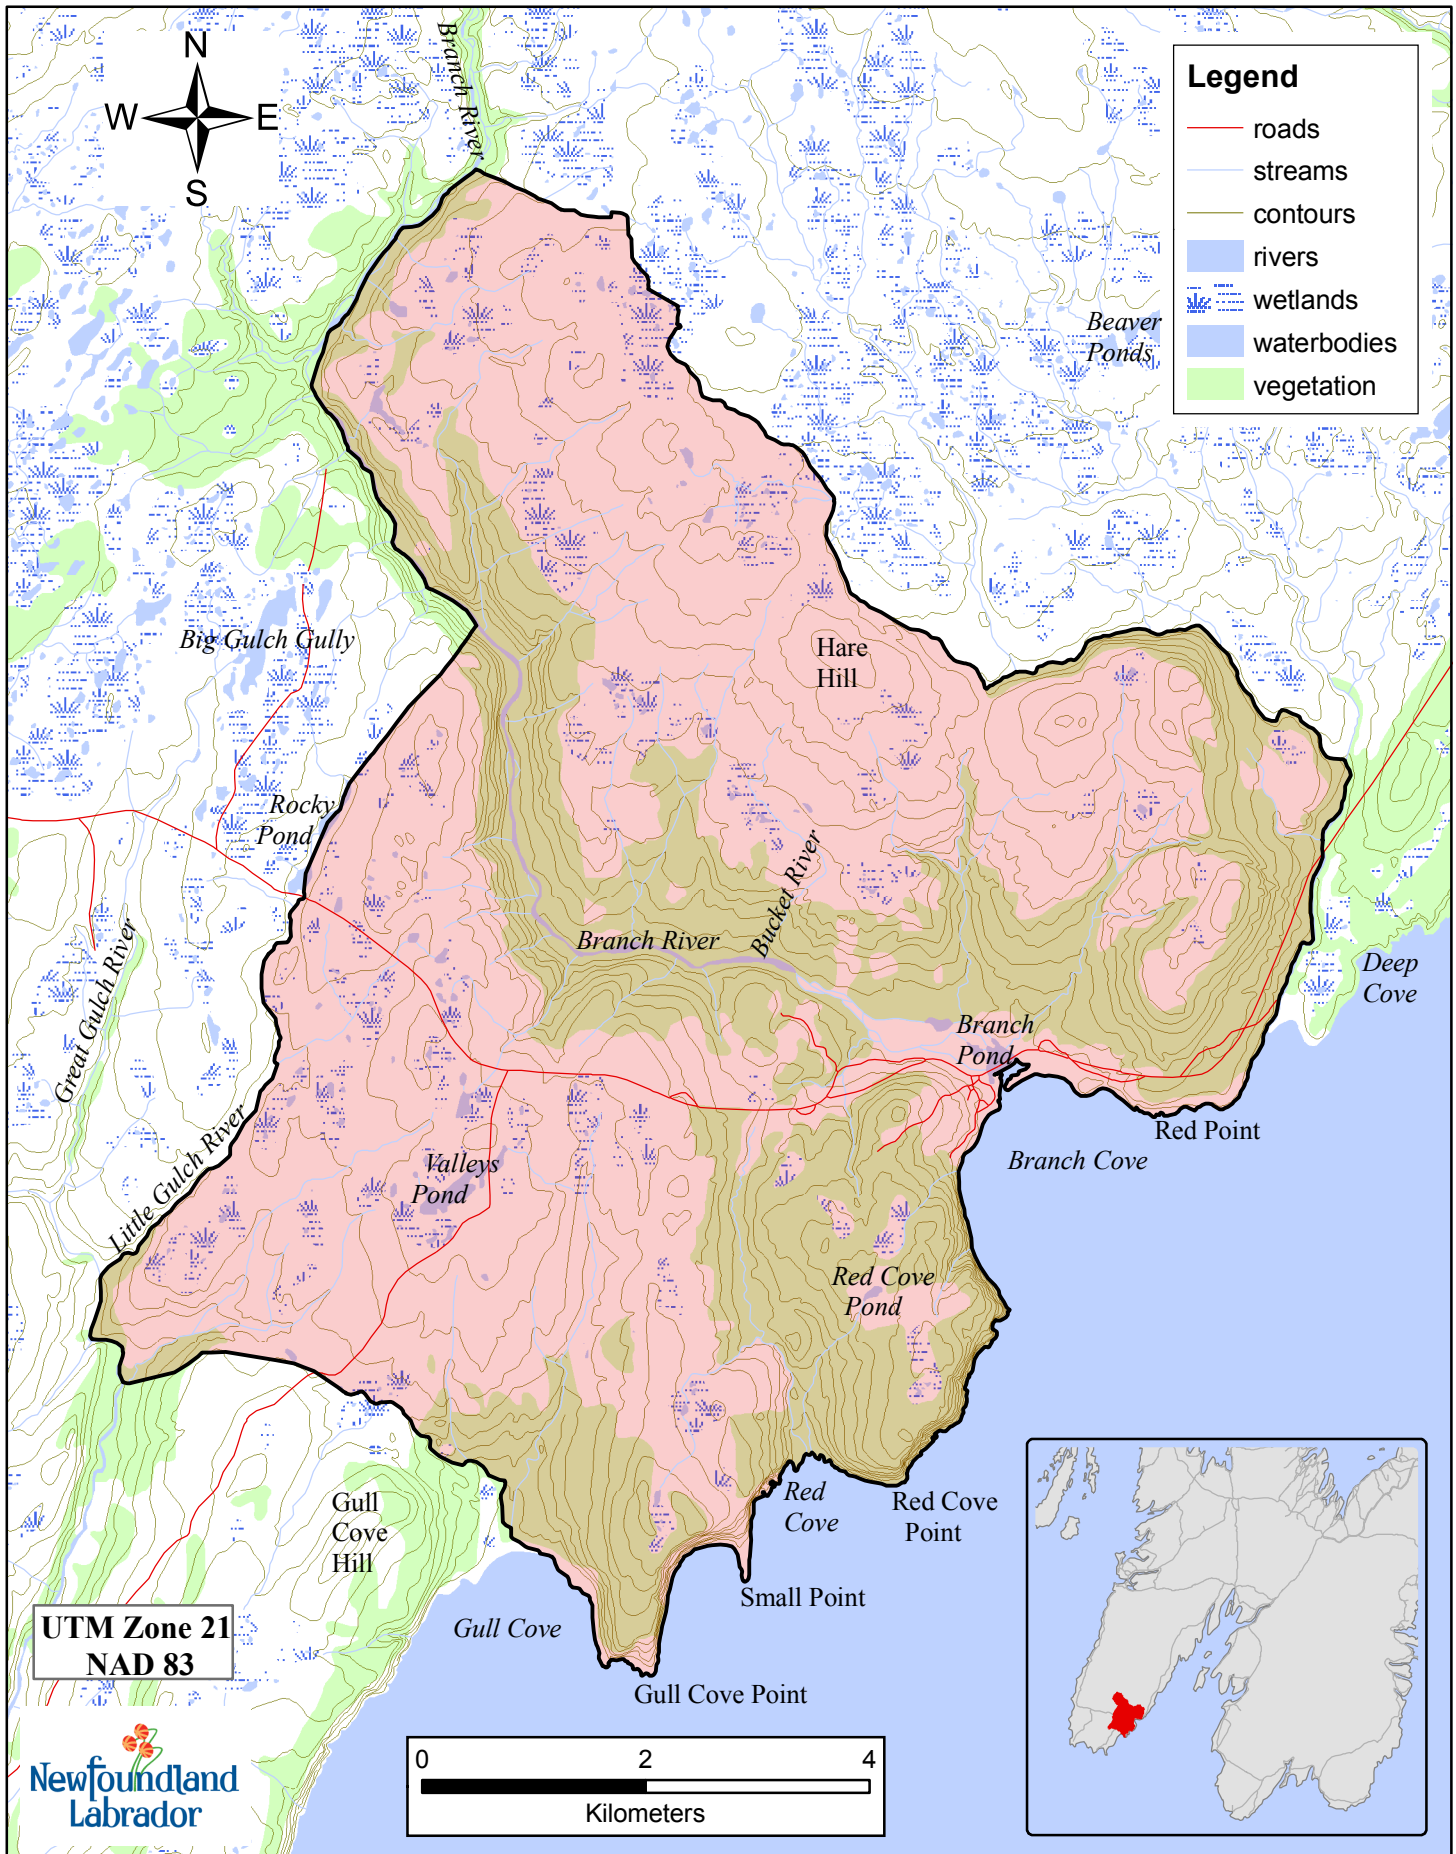 N
W
E
S
Branch River
Legend
roads
streams
contours
rivers
wetlands
waterbodies
vegetation
Beaver
Ponds
Big Gulch Gully
Hare
Hill
Rocky
Pond
Bucket River
Branch River
Great Gulch River
Deep
Cove
Branch
Pond
Little Gulch River
Red Point
Branch Cove
Valleys
Pond
Red Cove
Pond
Gull
Cove
Hill
Red
Cove
Red Cove
Point
Small Point
Gull Cove
Gull Cove Point
UTM Zone 21
NAD 83
Newfoundland
Labrador
0
2
4
Kilometers